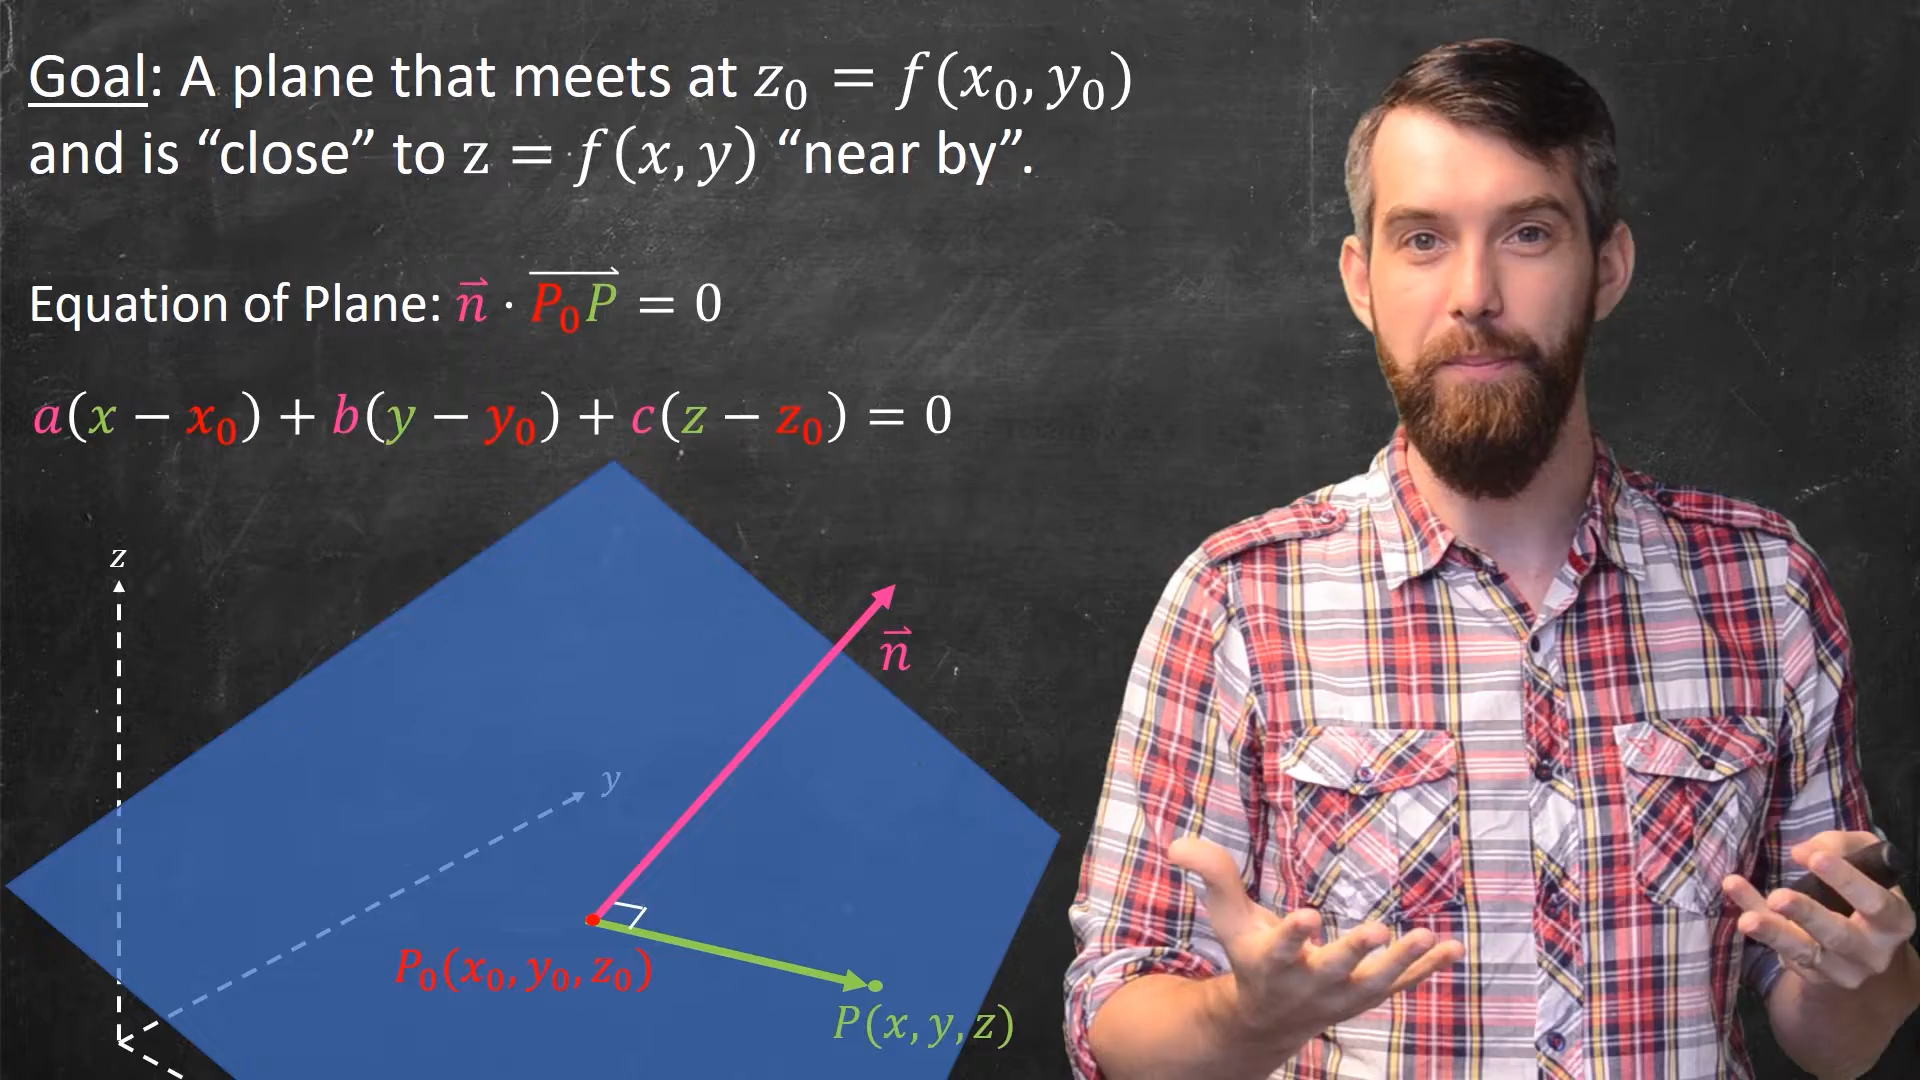 Goal: A plane that meets at z₀ = f(x₀, y₀)
and is “close” to z = f(x, y) “near by”.
Equation of Plane: n⃗ · P₀P⃗ = 0
a(x − x₀) + b(y − y₀) + c(z − z₀) = 0
z
n⃗
y
P₀(x₀, y₀, z₀)
P(x, y, z)